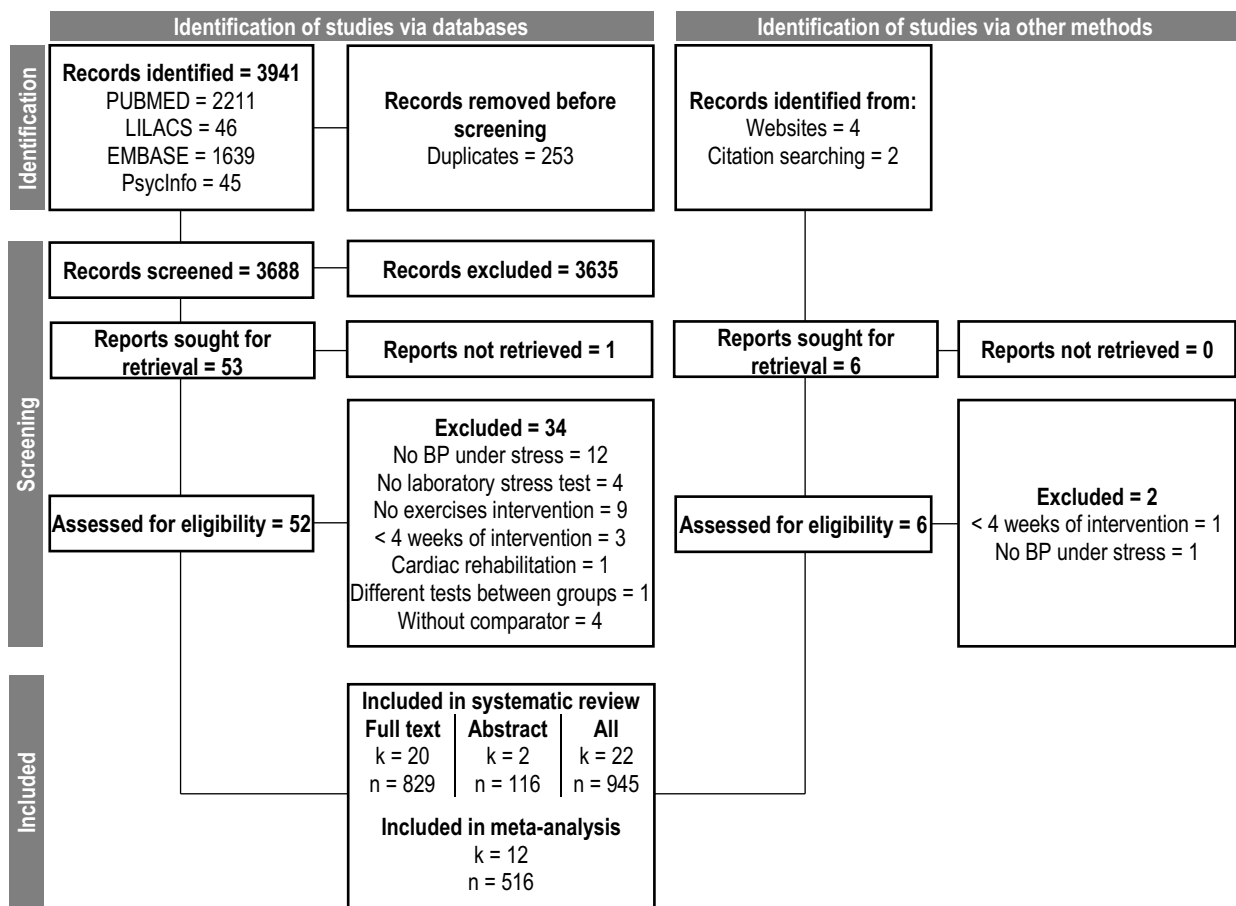 Identification of studies via databases
Identification of studies via other methods
Identification
Records identified = 3941
PUBMED = 2211
LILACS = 46
EMBASE = 1639
PsycInfo = 45
Records removed before
screening
Duplicates = 253
Records identified from:
Websites = 4
Citation searching = 2
Screening
Records screened = 3688
Records excluded = 3635
Reports sought for
retrieval = 53
Reports not retrieved = 1
Reports sought for
retrieval = 6
Reports not retrieved = 0
Assessed for eligibility = 52
Excluded = 34
No BP under stress = 12
No laboratory stress test = 4
No exercises intervention = 9
< 4 weeks of intervention = 3
Cardiac rehabilitation = 1
Different tests between groups = 1
Without comparator = 4
Assessed for eligibility = 6
Excluded = 2
< 4 weeks of intervention = 1
No BP under stress = 1
Included
Included in systematic review
Full text Abstract All
k = 20 k = 2 k = 22
n = 829 n = 116 n = 945
Included in meta-analysis
k = 12
n = 516